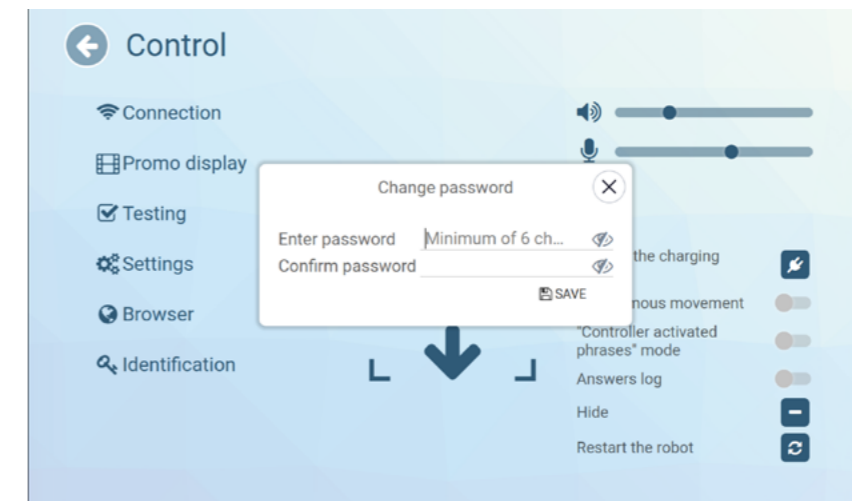 Control
Connection
Promo display
Testing
Settings
Browser
Identification
Change password
Enter password Minimum of 6 ch...
Confirm password
SAVE
the charging
nous movement
"Controller activated
phrases" mode
Answers log
Hide
Restart the robot